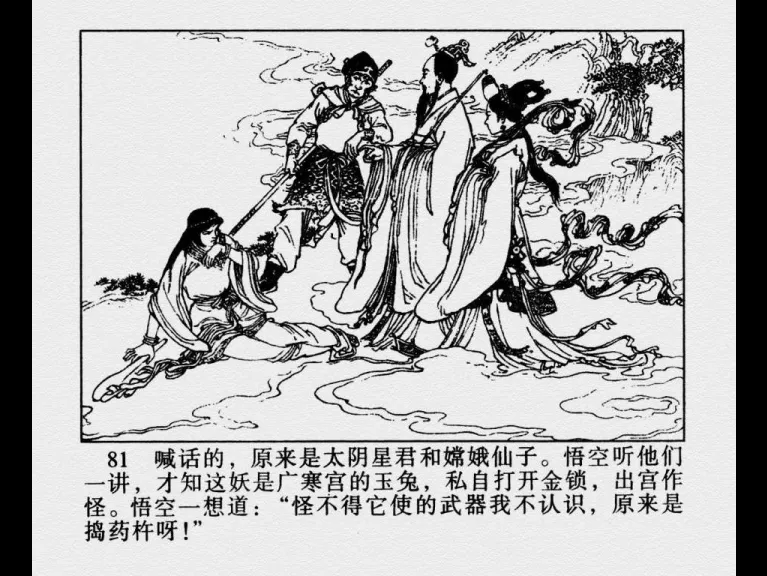 81 喊话的，原来是太阴星君和嫦娥仙子。悟空听他们
一讲，才知这妖是广寒宫的玉兔，私自打开金锁，出宫作
怪。悟空一想道：“怪不得它使的武器我不认识，原来是
捣药杵呀！”